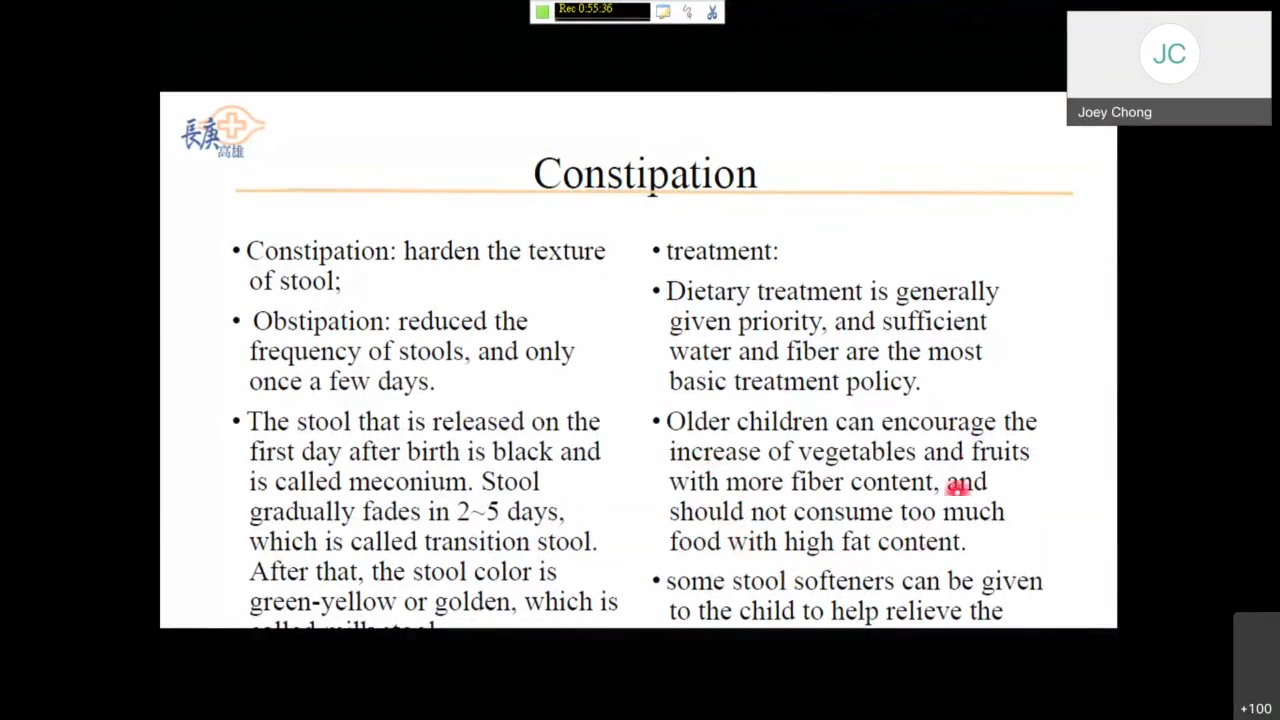 Rec 0:55:36
JC
Joey Chong
長庚
高雄
Constipation
• Constipation: harden the texture
of stool;
• Obstipation: reduced the
frequency of stools, and only
once a few days.
• The stool that is released on the
first day after birth is black and
is called meconium. Stool
gradually fades in 2~5 days,
which is called transition stool.
After that, the stool color is
green-yellow or golden, which is
called milk stool
• treatment:
• Dietary treatment is generally
given priority, and sufficient
water and fiber are the most
basic treatment policy.
• Older children can encourage the
increase of vegetables and fruits
with more fiber content, and
should not consume too much
food with high fat content.
• some stool softeners can be given
to the child to help relieve the
+100